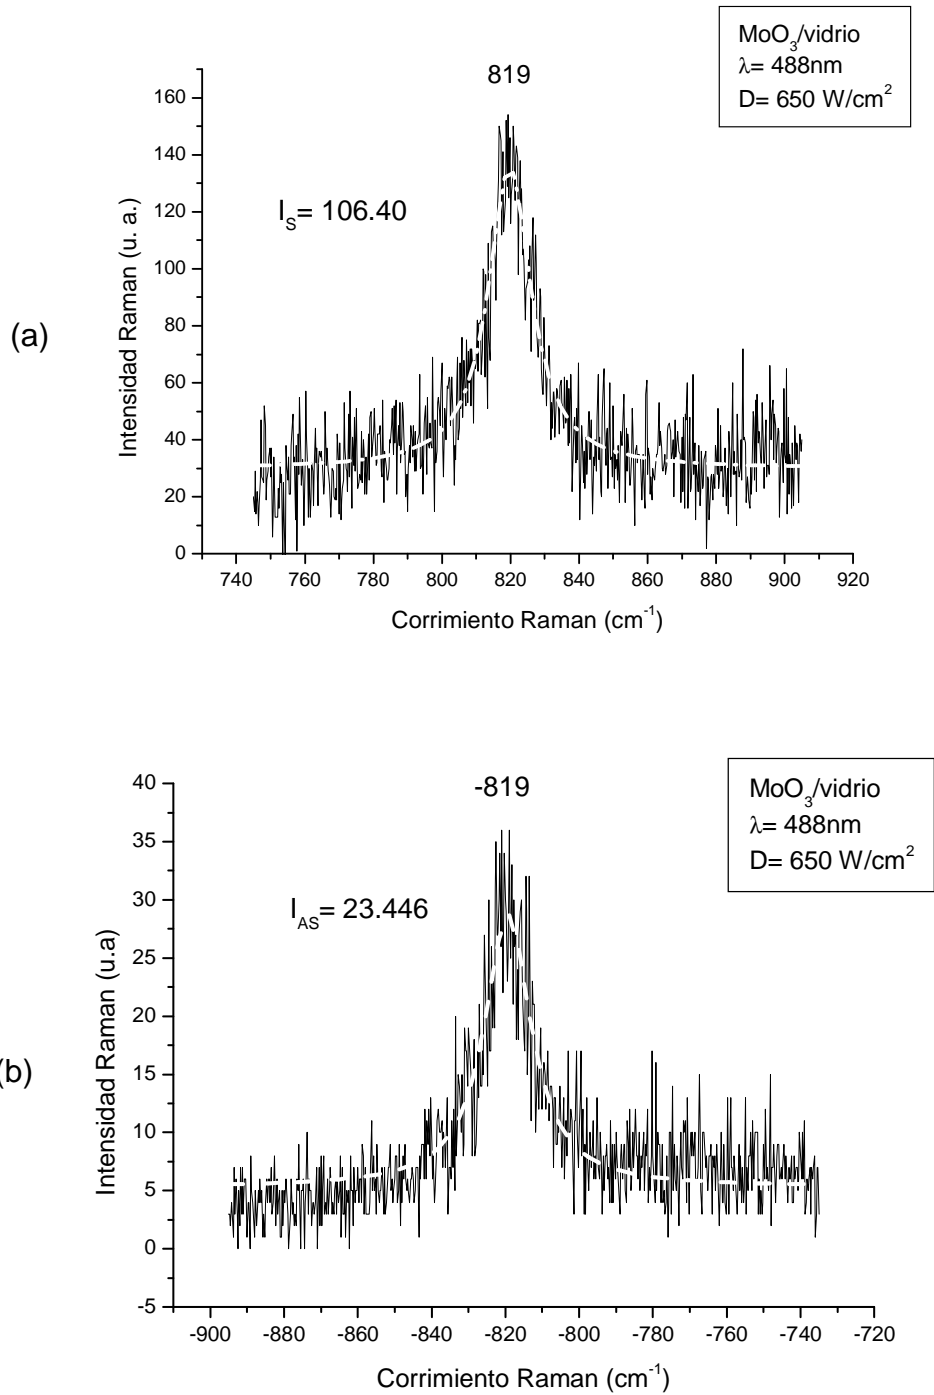 MoO₃/vidrio
λ= 488nm
D= 650 W/cm²
819
I_S= 106.40
(a)
Intensidad Raman (u. a.)
160
140
120
100
80
60
40
20
0
740 760 780 800 820 840 860 880 900 920
Corrimiento Raman (cm⁻¹)
MoO₃/vidrio
λ= 488nm
D= 650 W/cm²
-819
I_AS= 23.446
(b)
Intensidad Raman (u.a)
40
35
30
25
20
15
10
5
0
-5
-900 -880 -860 -840 -820 -800 -780 -760 -740 -720
Corrimiento Raman (cm⁻¹)